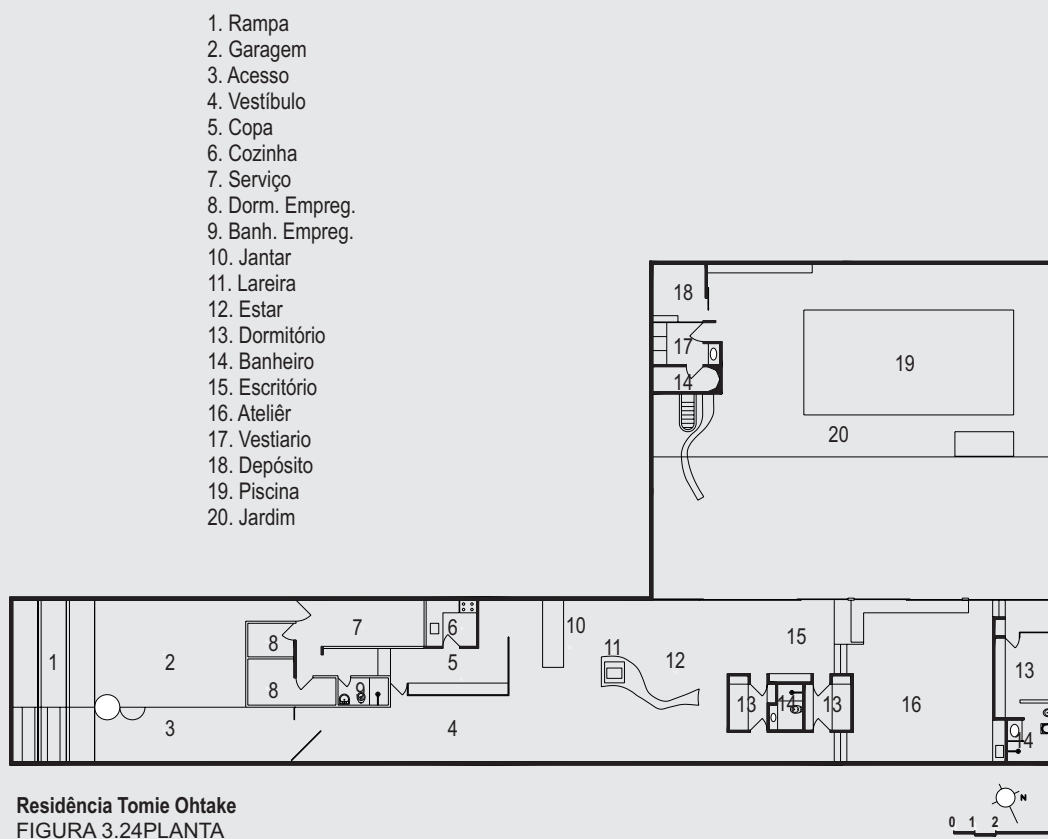 1. Rampa
2. Garagem
3. Acesso
4. Vestíbulo
5. Copa
6. Cozinha
7. Serviço
8. Dorm. Empreg.
9. Banh. Empreg.
10. Jantar
11. Lareira
12. Estar
13. Dormitório
14. Banheiro
15. Escritório
16. Ateliêr
17. Vestiario
18. Depósito
19. Piscina
20. Jardim
18
17
14
19
20
1
2
3
8
8
7
6
5
4
10
11
12
15
13
14
13
16
13
14
Residência Tomie Ohtake
FIGURA 3.24PLANTA
N
0 1 2